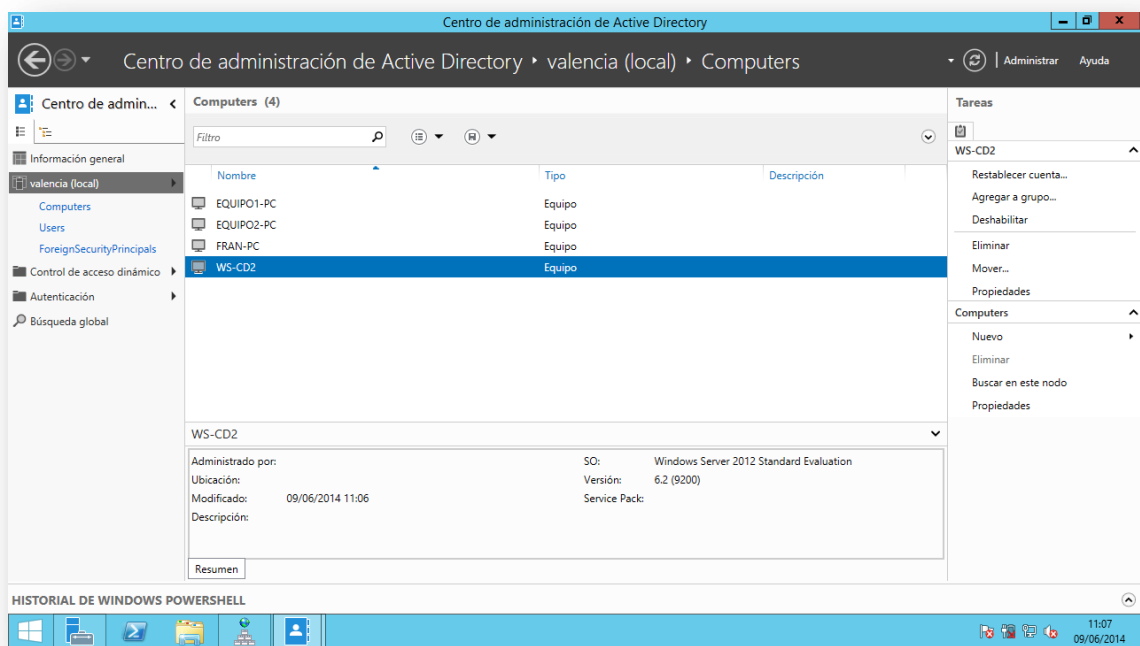 Centro de administración de Active Directory
Centro de administración de Active Directory valencia (local) Computers
Administrar Ayuda
Centro de admin...
Información general
valencia (local)
Computers
Users
ForeignSecurityPrincipals
Control de acceso dinámico
Autenticación
Búsqueda global
Computers (4)
Filtro
Nombre Tipo Descripción
EQUIPO1-PC Equipo
EQUIPO2-PC Equipo
FRAN-PC Equipo
WS-CD2 Equipo
WS-CD2
Administrado por: SO: Windows Server 2012 Standard Evaluation
Ubicación: Versión: 6.2 (9200)
Modificado: 09/06/2014 11:06 Service Pack:
Descripción:
Resumen
Tareas
WS-CD2
Restablecer cuenta...
Agregar a grupo...
Deshabilitar
Eliminar
Mover...
Propiedades
Computers
Nuevo
Eliminar
Buscar en este nodo
Propiedades
HISTORIAL DE WINDOWS POWERSHELL
11:07
09/06/2014